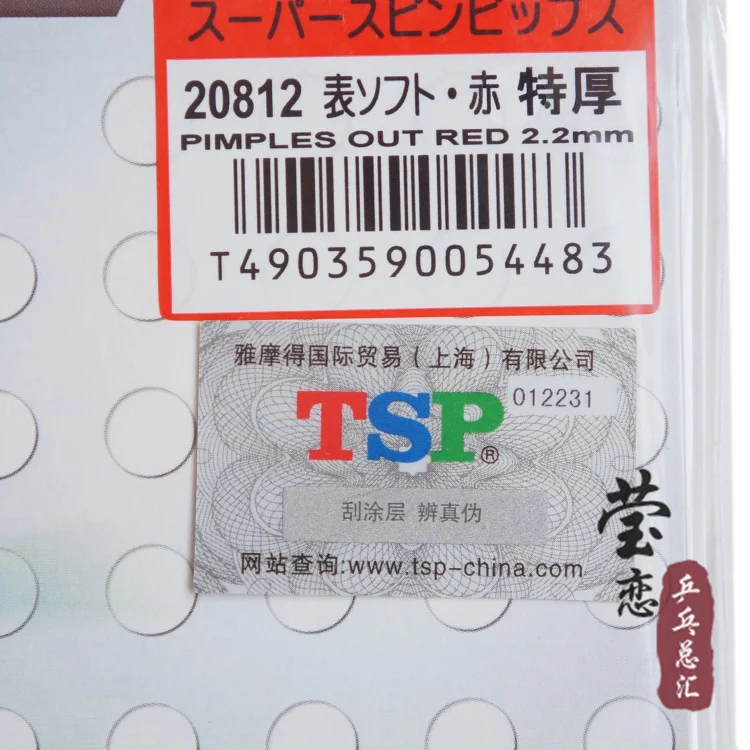 スーパースピンピップス
20812 表ソフト・赤 特厚
PIMPLES OUT RED 2.2mm
T4903590054483
雅摩得国际贸易(上海)有限公司
TSP®
012231
刮涂层 辨真伪
网站查询:www.tsp-china.com
莹恋
乒乓总汇